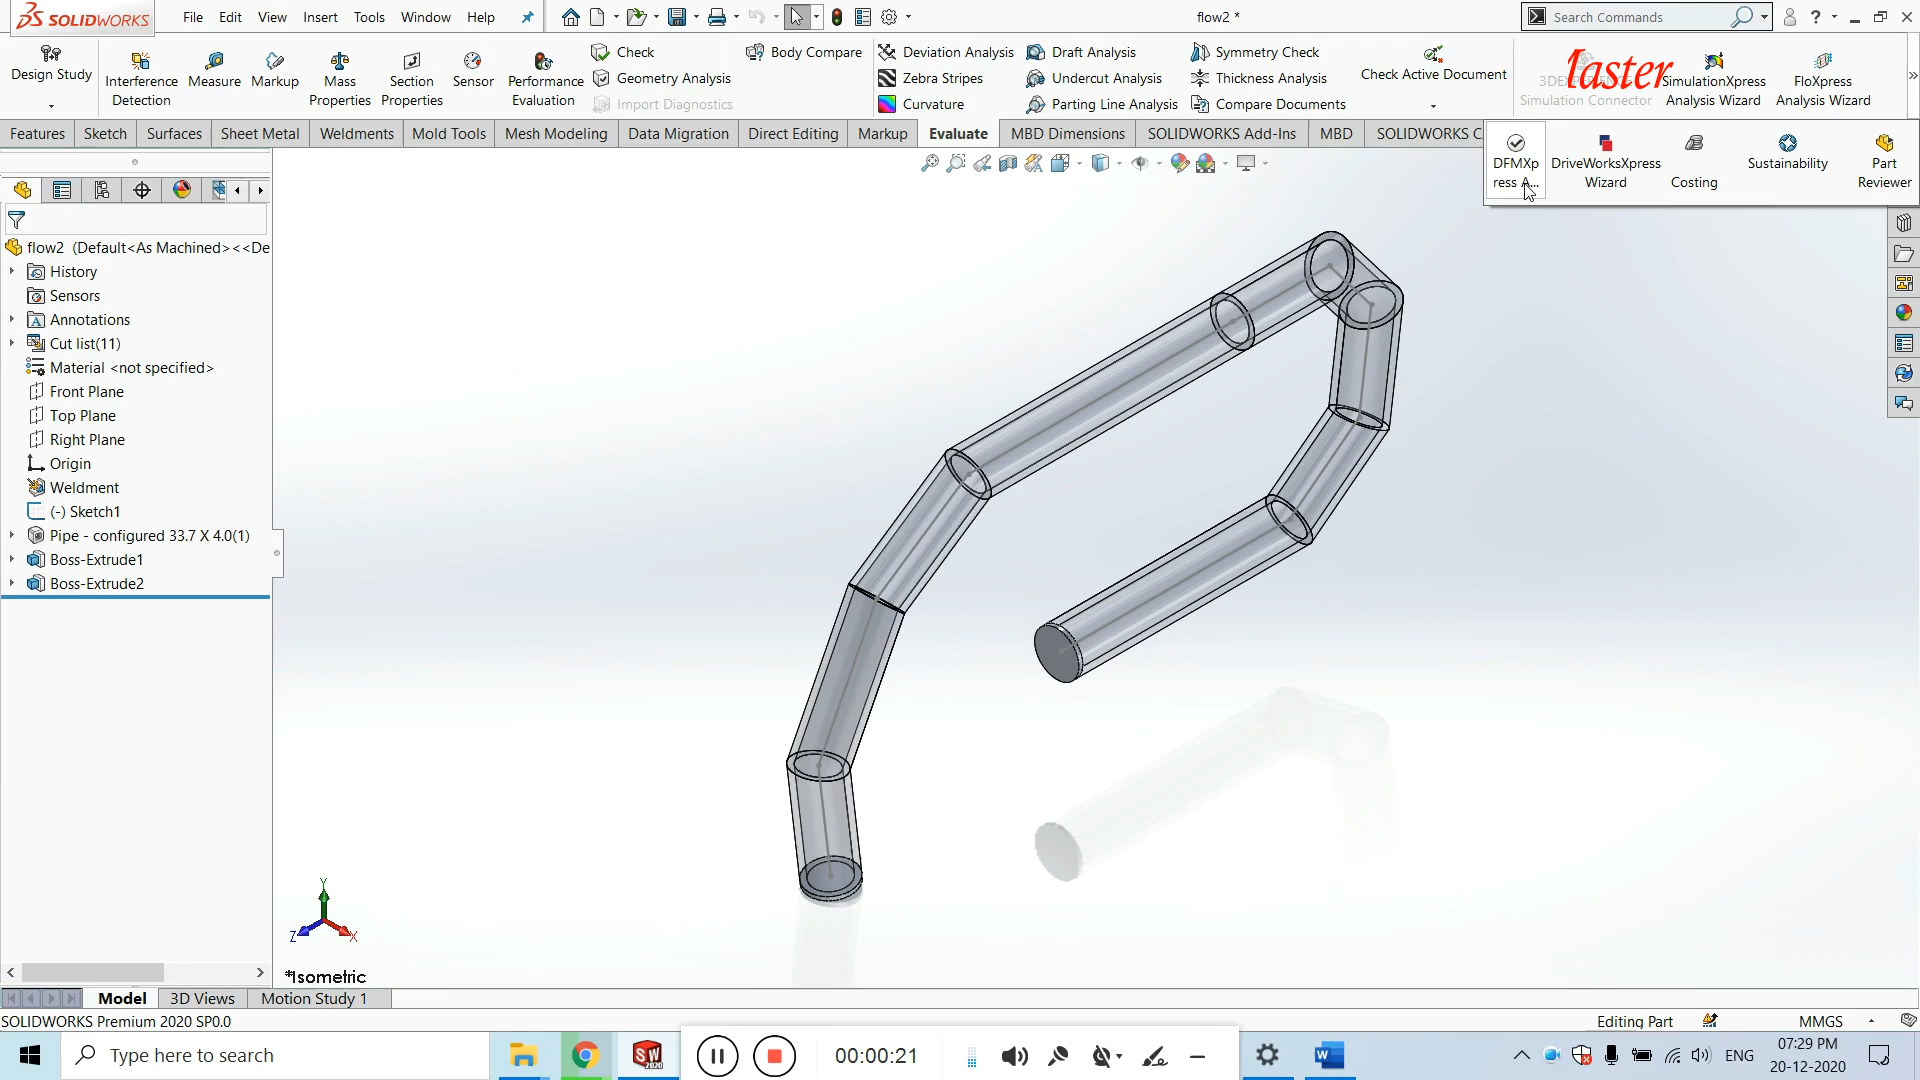 SOLIDWORKS
File Edit View Insert Tools Window Help
flow2 *
Search Commands
Design Study
Interference Detection
Measure
Markup
Mass Properties
Section Properties
Sensor
Performance Evaluation
Check
Geometry Analysis
Import Diagnostics
Body Compare
Deviation Analysis
Zebra Stripes
Curvature
Draft Analysis
Undercut Analysis
Parting Line Analysis
Symmetry Check
Thickness Analysis
Compare Documents
Check Active Document
Simulation Connector
SimulationXpress Analysis Wizard
FloXpress Analysis Wizard
Features Sketch Surfaces Sheet Metal Weldments Mold Tools Mesh Modeling Data Migration Direct Editing Markup Evaluate MBD Dimensions SOLIDWORKS Add-Ins MBD SOLIDWORKS C
DFMXp ress A...
DriveWorksXpress Wizard
Costing
Sustainability
Part Reviewer
flow2 (Default<As Machined><<De
History
Sensors
Annotations
Cut list(11)
Material <not specified>
Front Plane
Top Plane
Right Plane
Origin
Weldment
(-) Sketch1
Pipe - configured 33.7 X 4.0(1)
Boss-Extrude1
Boss-Extrude2
Y
Z
X
*Isometric
Model 3D Views Motion Study 1
SOLIDWORKS Premium 2020 SP0.0
Editing Part
MMGS
Type here to search
SW
2020
00:00:21
W
ENG
07:29 PM
20-12-2020